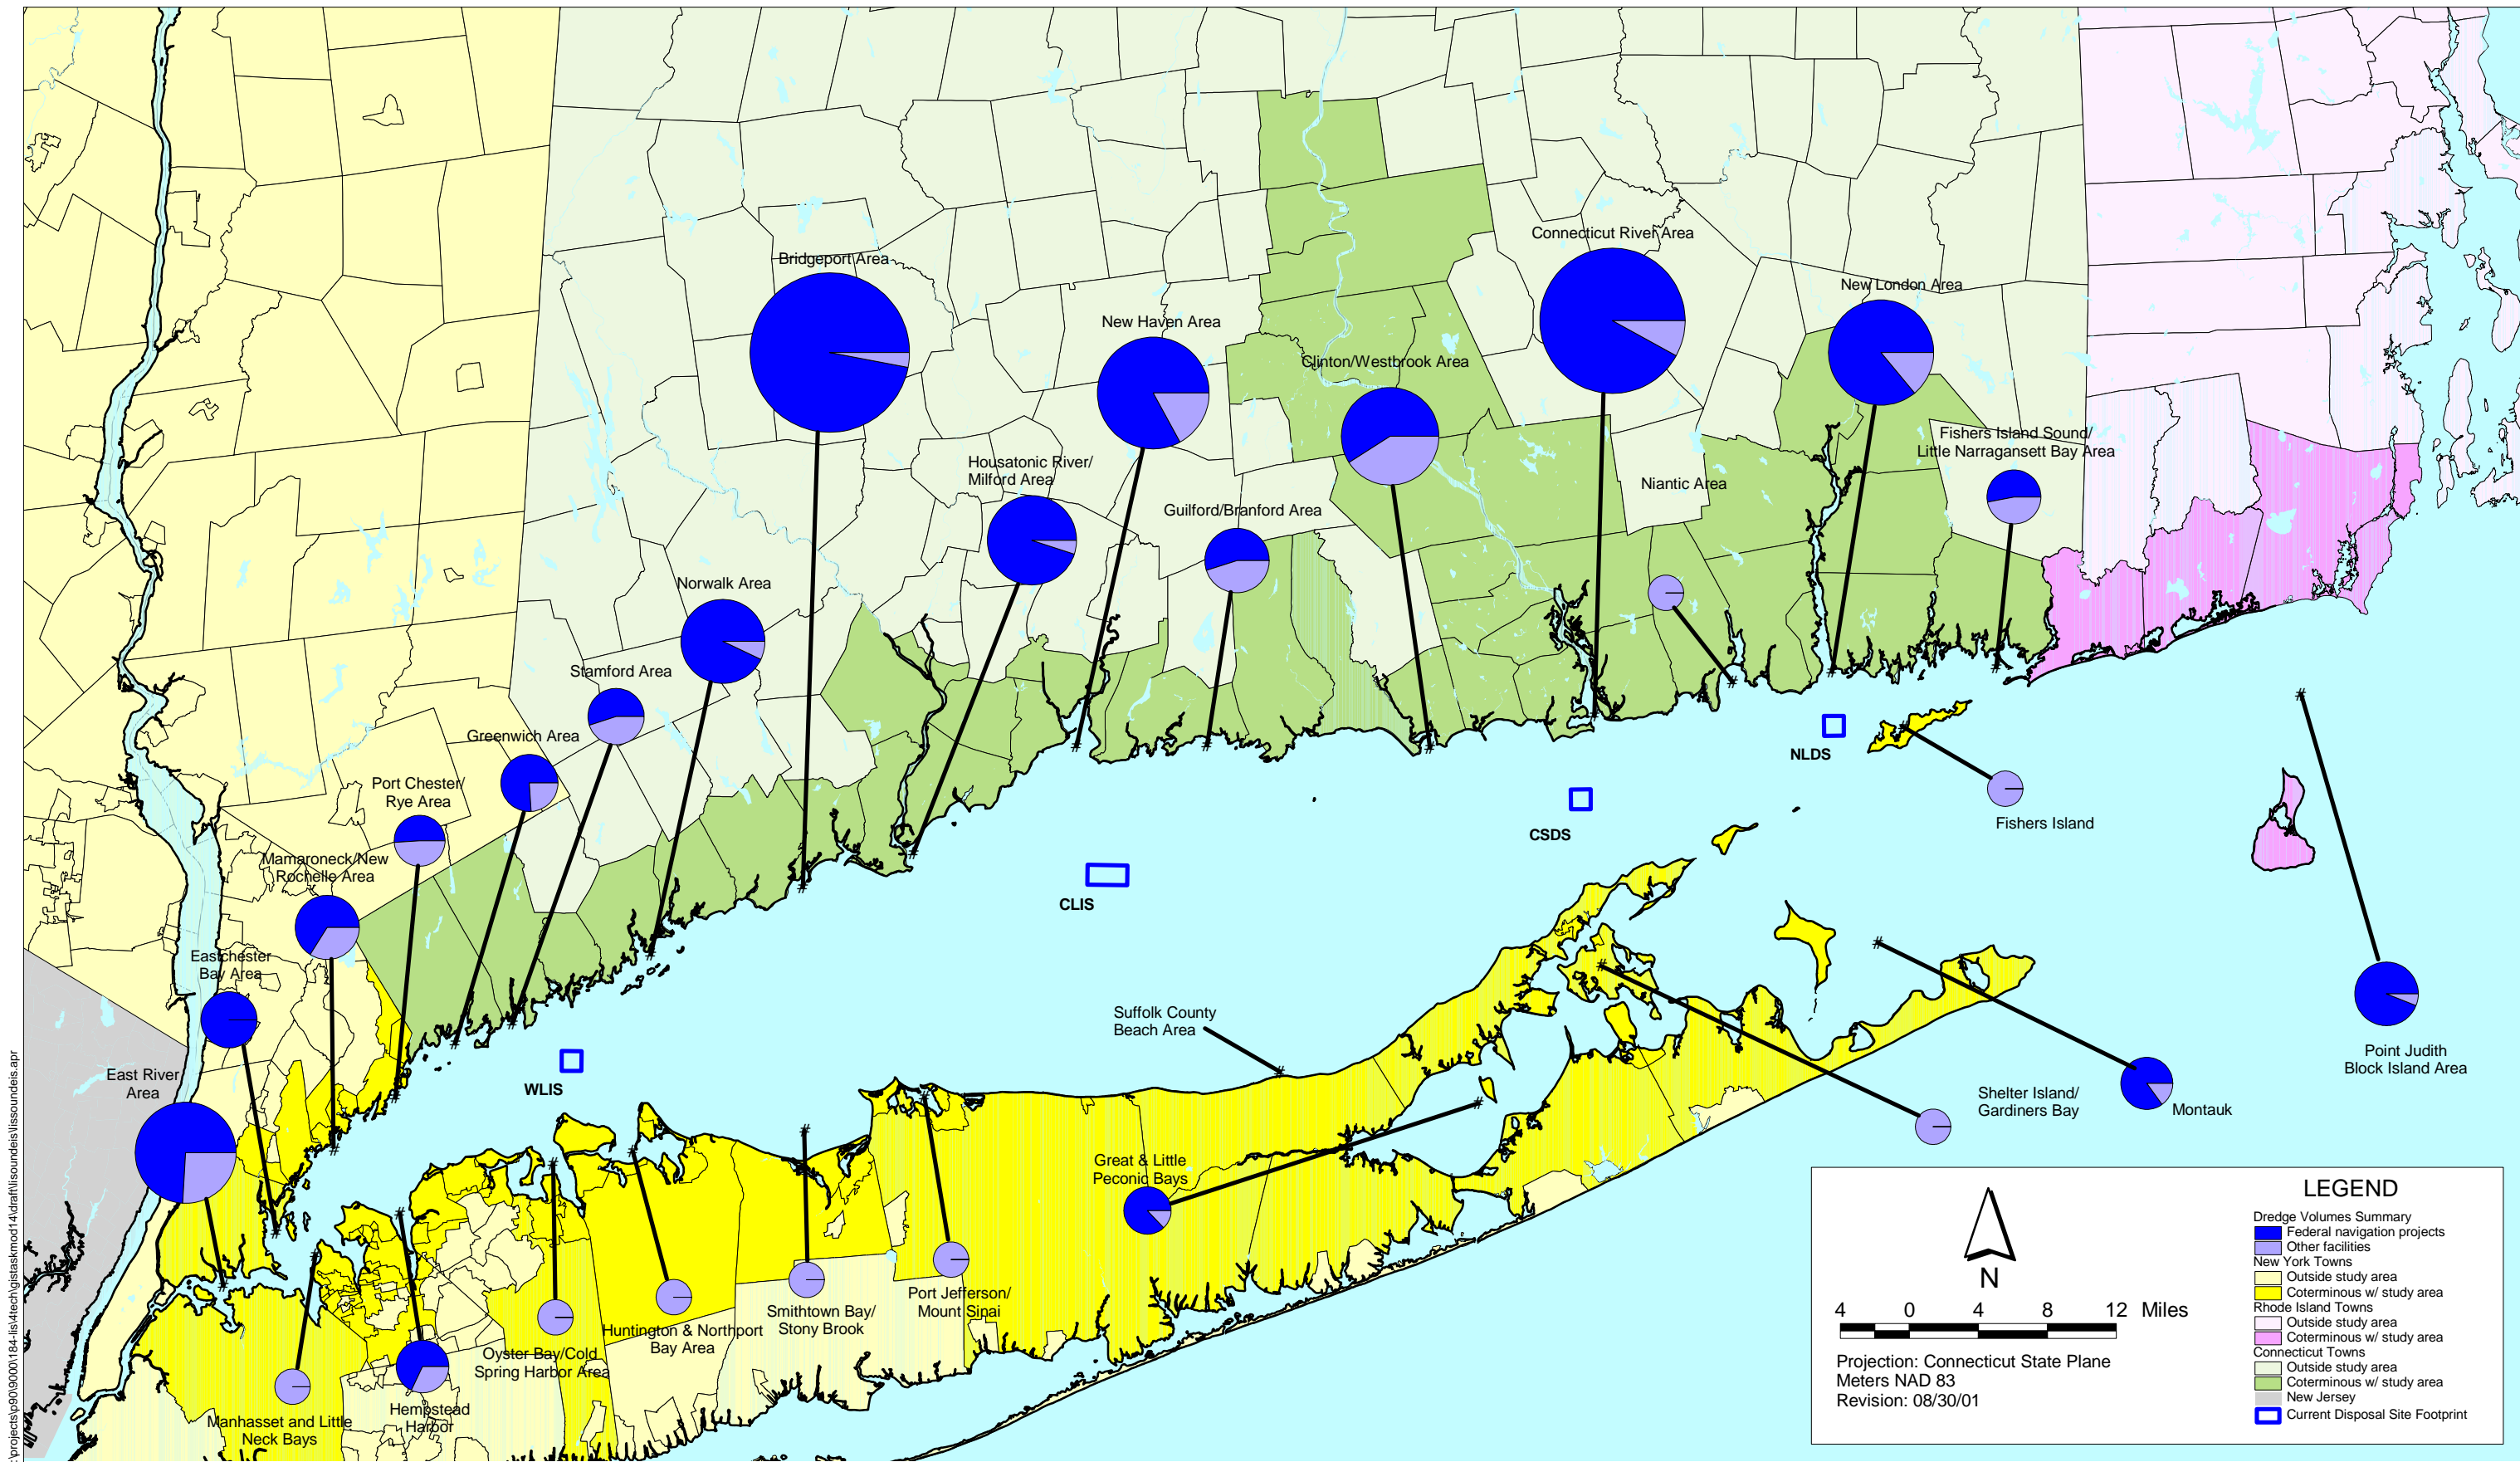 Connecticut River Area
Bridgeport Area
New London Area
New Haven Area
Clinton/Westbrook Area
Fishers Island Sound/
Little Narragansett Bay Area
Housatonic River/
Milford Area
Niantic Area
Guilford/Branford Area
Norwalk Area
Stamford Area
Greenwich Area
Port Chester/
Rye Area
Mamaroneck/New
Rochelle Area
Eastchester
Bay Area
East River
Area
NLDS
CSDS
CLIS
WLIS
Fishers Island
Suffolk County
Beach Area
Point Judith
Block Island Area
Shelter Island/
Gardiners Bay
Montauk
Great & Little
Peconic Bays
Port Jefferson/
Mount Sinai
Smithtown Bay/
Stony Brook
Huntington & Northport
Bay Area
Oyster Bay/Cold
Spring Harbor Area
Hempstead
Harbor
Manhasset and Little
Neck Bays
N
4 0 4 8 12 Miles
Projection: Connecticut State Plane
Meters NAD 83
Revision: 08/30/01
LEGEND
Dredge Volumes Summary
Federal navigation projects
Other facilities
New York Towns
Outside study area
Coterminous w/ study area
Rhode Island Towns
Outside study area
Coterminous w/ study area
Connecticut Towns
Outside study area
Coterminous w/ study area
New Jersey
Current Disposal Site Footprint